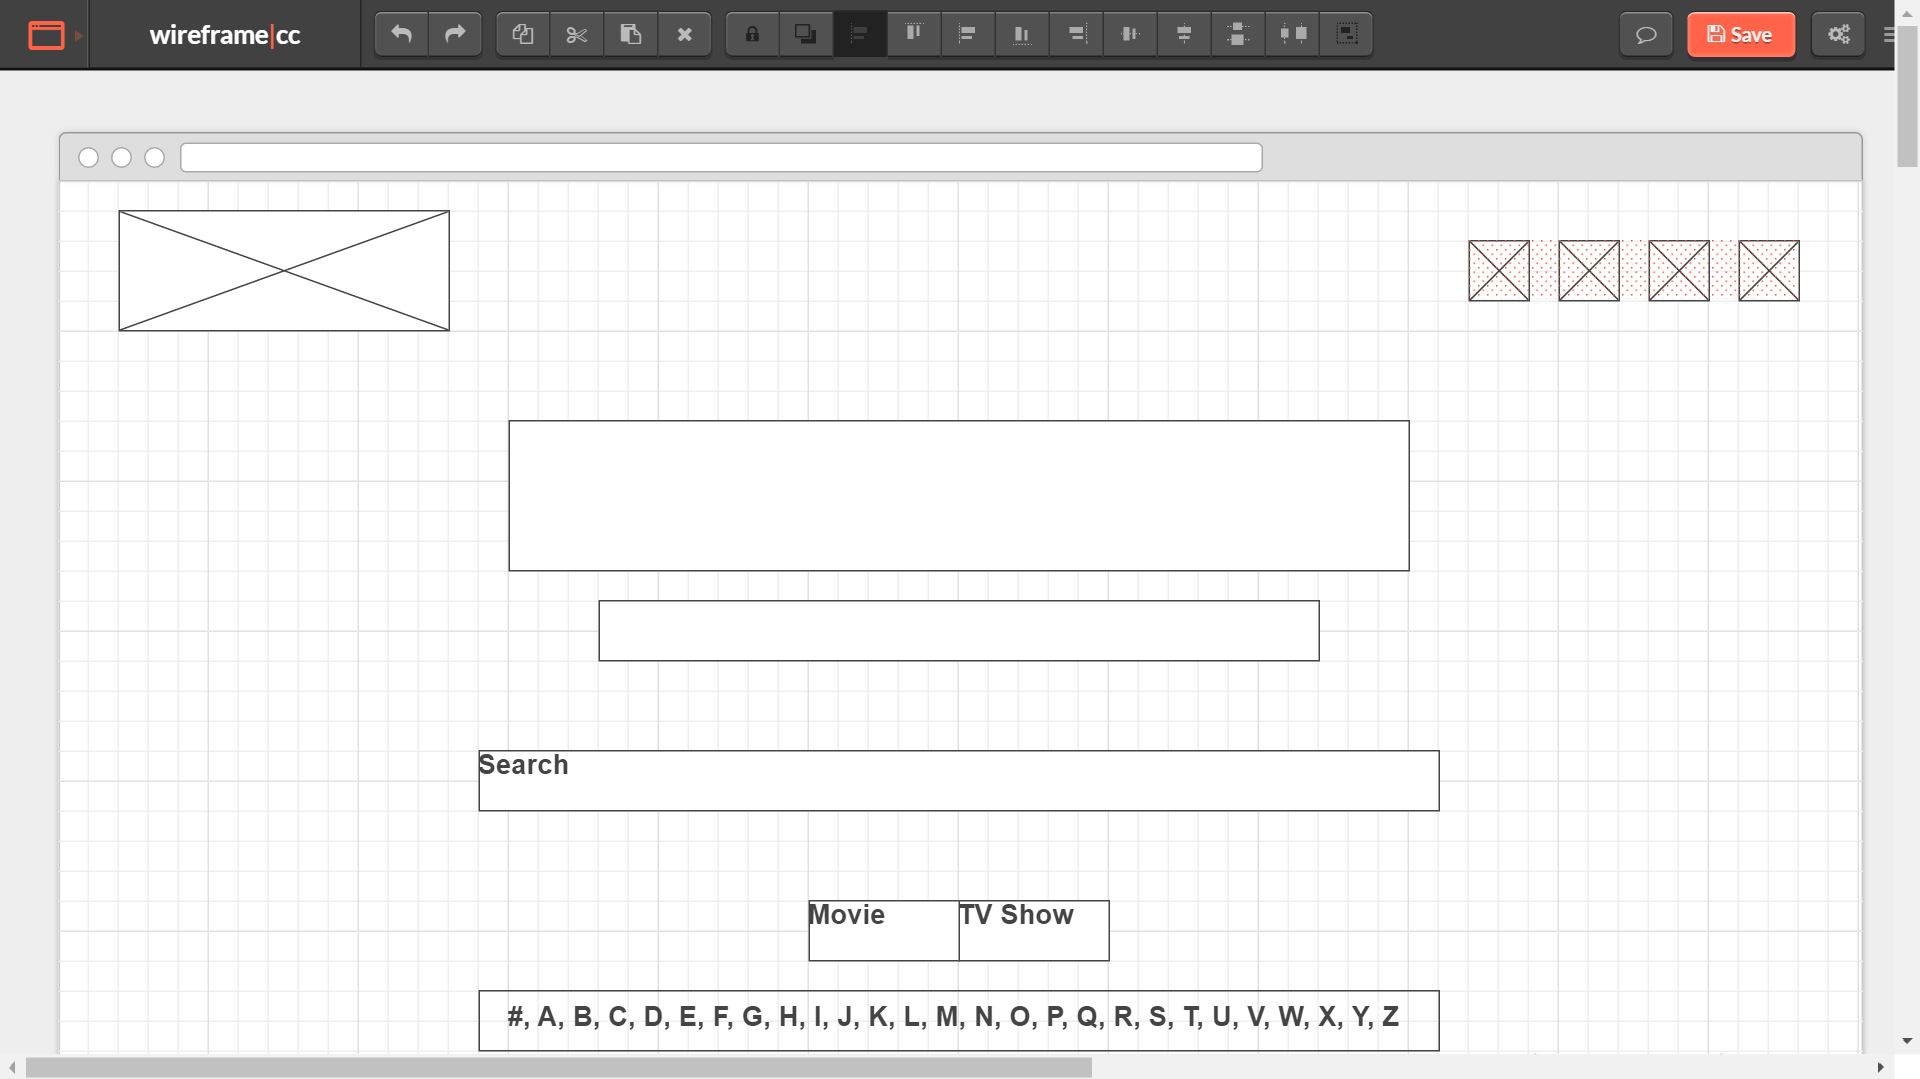 wireframe|cc
Save
Search
Movie
TV Show
#, A, B, C, D, E, F, G, H, I, J, K, L, M, N, O, P, Q, R, S, T, U, V, W, X, Y, Z